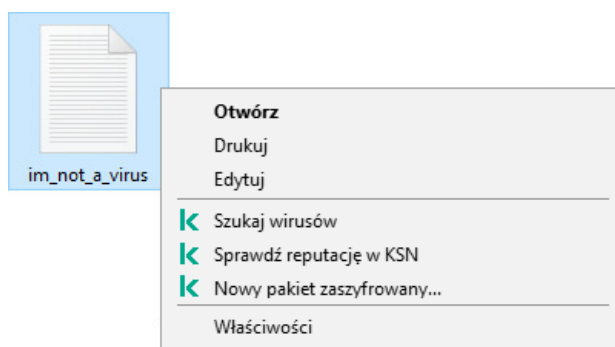 im_not_a_virus
Otwórz
Drukuj
Edytuj
Szukaj wirusów
Sprawdź reputację w KSN
Nowy pakiet zaszyfrowany...
Właściwości